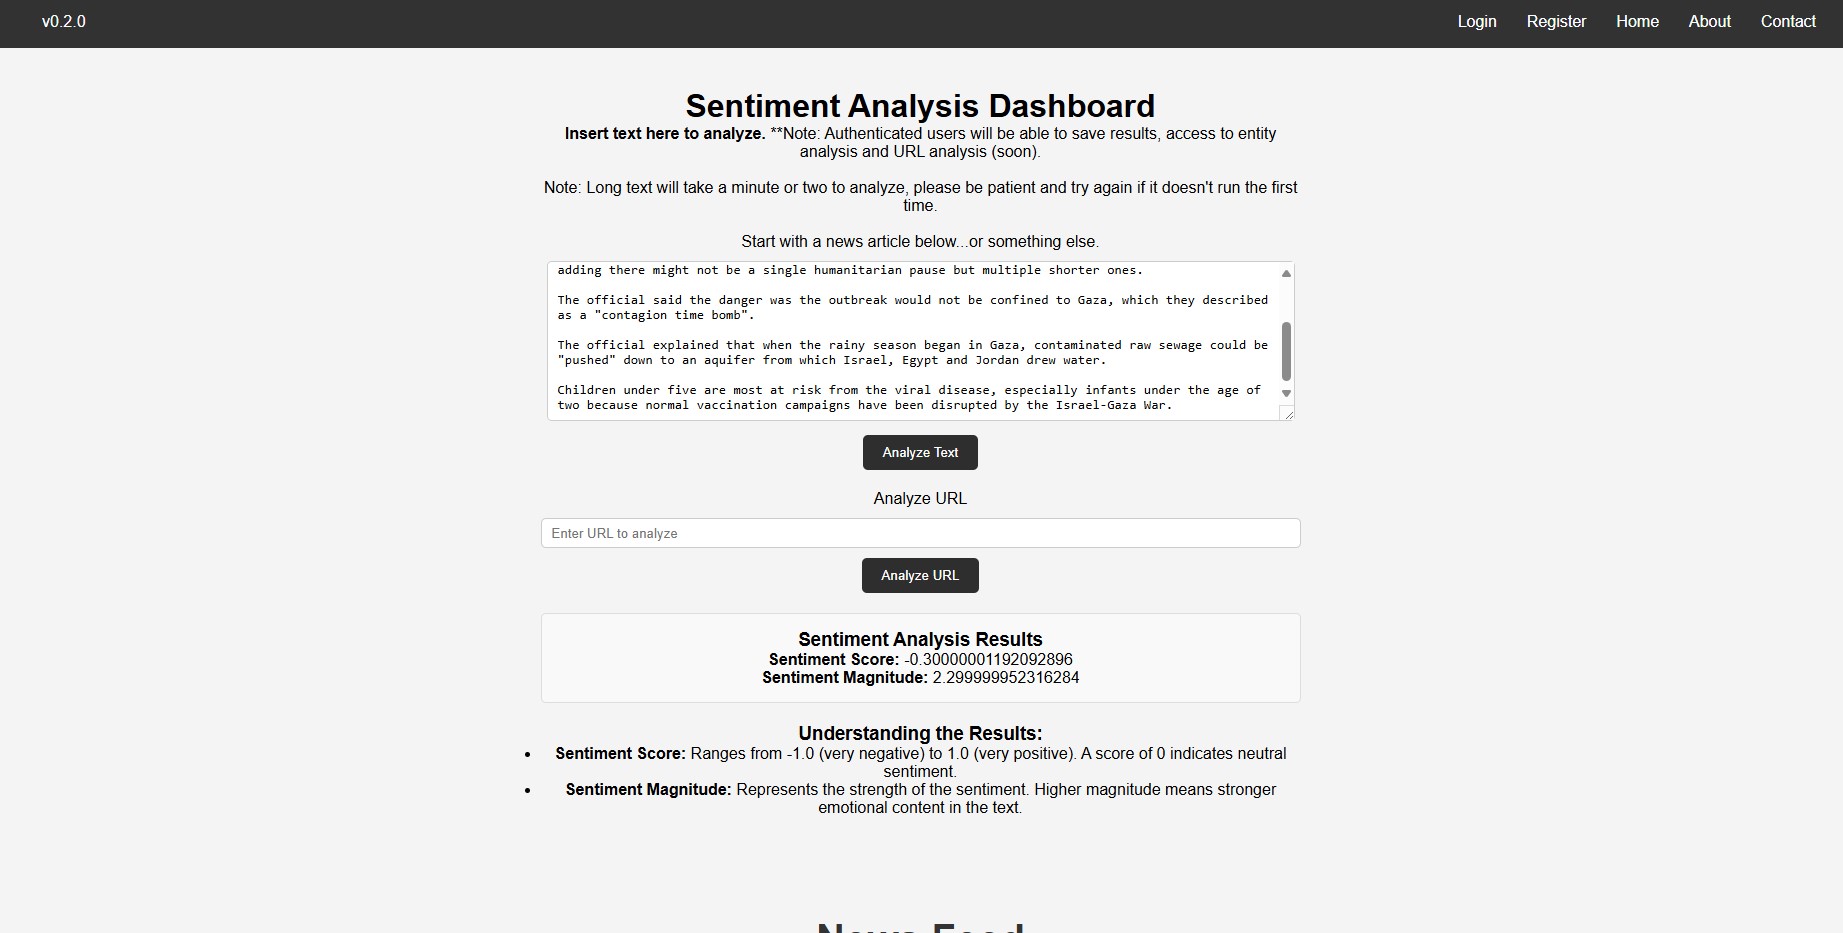 v0.2.0
Login Register Home About Contact
Sentiment Analysis Dashboard
Insert text here to analyze. **Note: Authenticated users will be able to save results, access to entity
analysis and URL analysis (soon).
Note: Long text will take a minute or two to analyze, please be patient and try again if it doesn't run the first
time.
Start with a news article below...or something else.
adding there might not be a single humanitarian pause but multiple shorter ones.
The official said the danger was the outbreak would not be confined to Gaza, which they described
as a "contagion time bomb".
The official explained that when the rainy season began in Gaza, contaminated raw sewage could be
"pushed" down to an aquifer from which Israel, Egypt and Jordan drew water.
Children under five are most at risk from the viral disease, especially infants under the age of
two because normal vaccination campaigns have been disrupted by the Israel-Gaza War.
Analyze Text
Analyze URL
Enter URL to analyze
Analyze URL
Sentiment Analysis Results
Sentiment Score: -0.30000001192092896
Sentiment Magnitude: 2.299999952316284
Understanding the Results:
• Sentiment Score: Ranges from -1.0 (very negative) to 1.0 (very positive). A score of 0 indicates neutral
sentiment.
• Sentiment Magnitude: Represents the strength of the sentiment. Higher magnitude means stronger
emotional content in the text.
News Feed